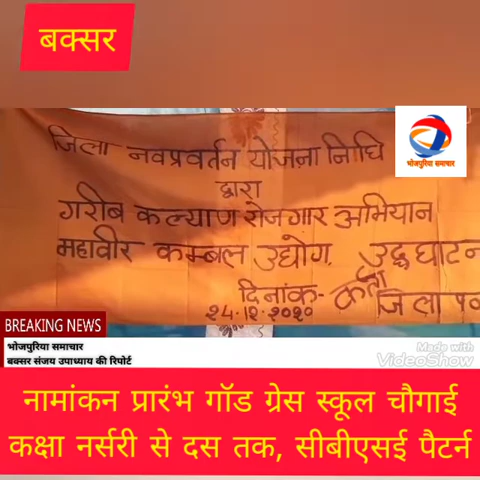 बक्सर
भोजपुरिया समाचार
जिला नवप्रवर्तन योजना निधि
द्वारा
गरीब कल्याण रोजगार अभियान
महावीर कम्बल उद्योग, उद्घघाटन
कर्ता
दिनांक-
24.12.2020
जिला प०
BREAKING NEWS
भोजपुरिया समाचार
बक्सर संजय उपाध्याय की रिपोर्ट
Made with
VideoShow
नामांकन प्रारंभ गॉड ग्रेस स्कूल चौगाई
कक्षा नर्सरी से दस तक, सीबीएसई पैटर्न